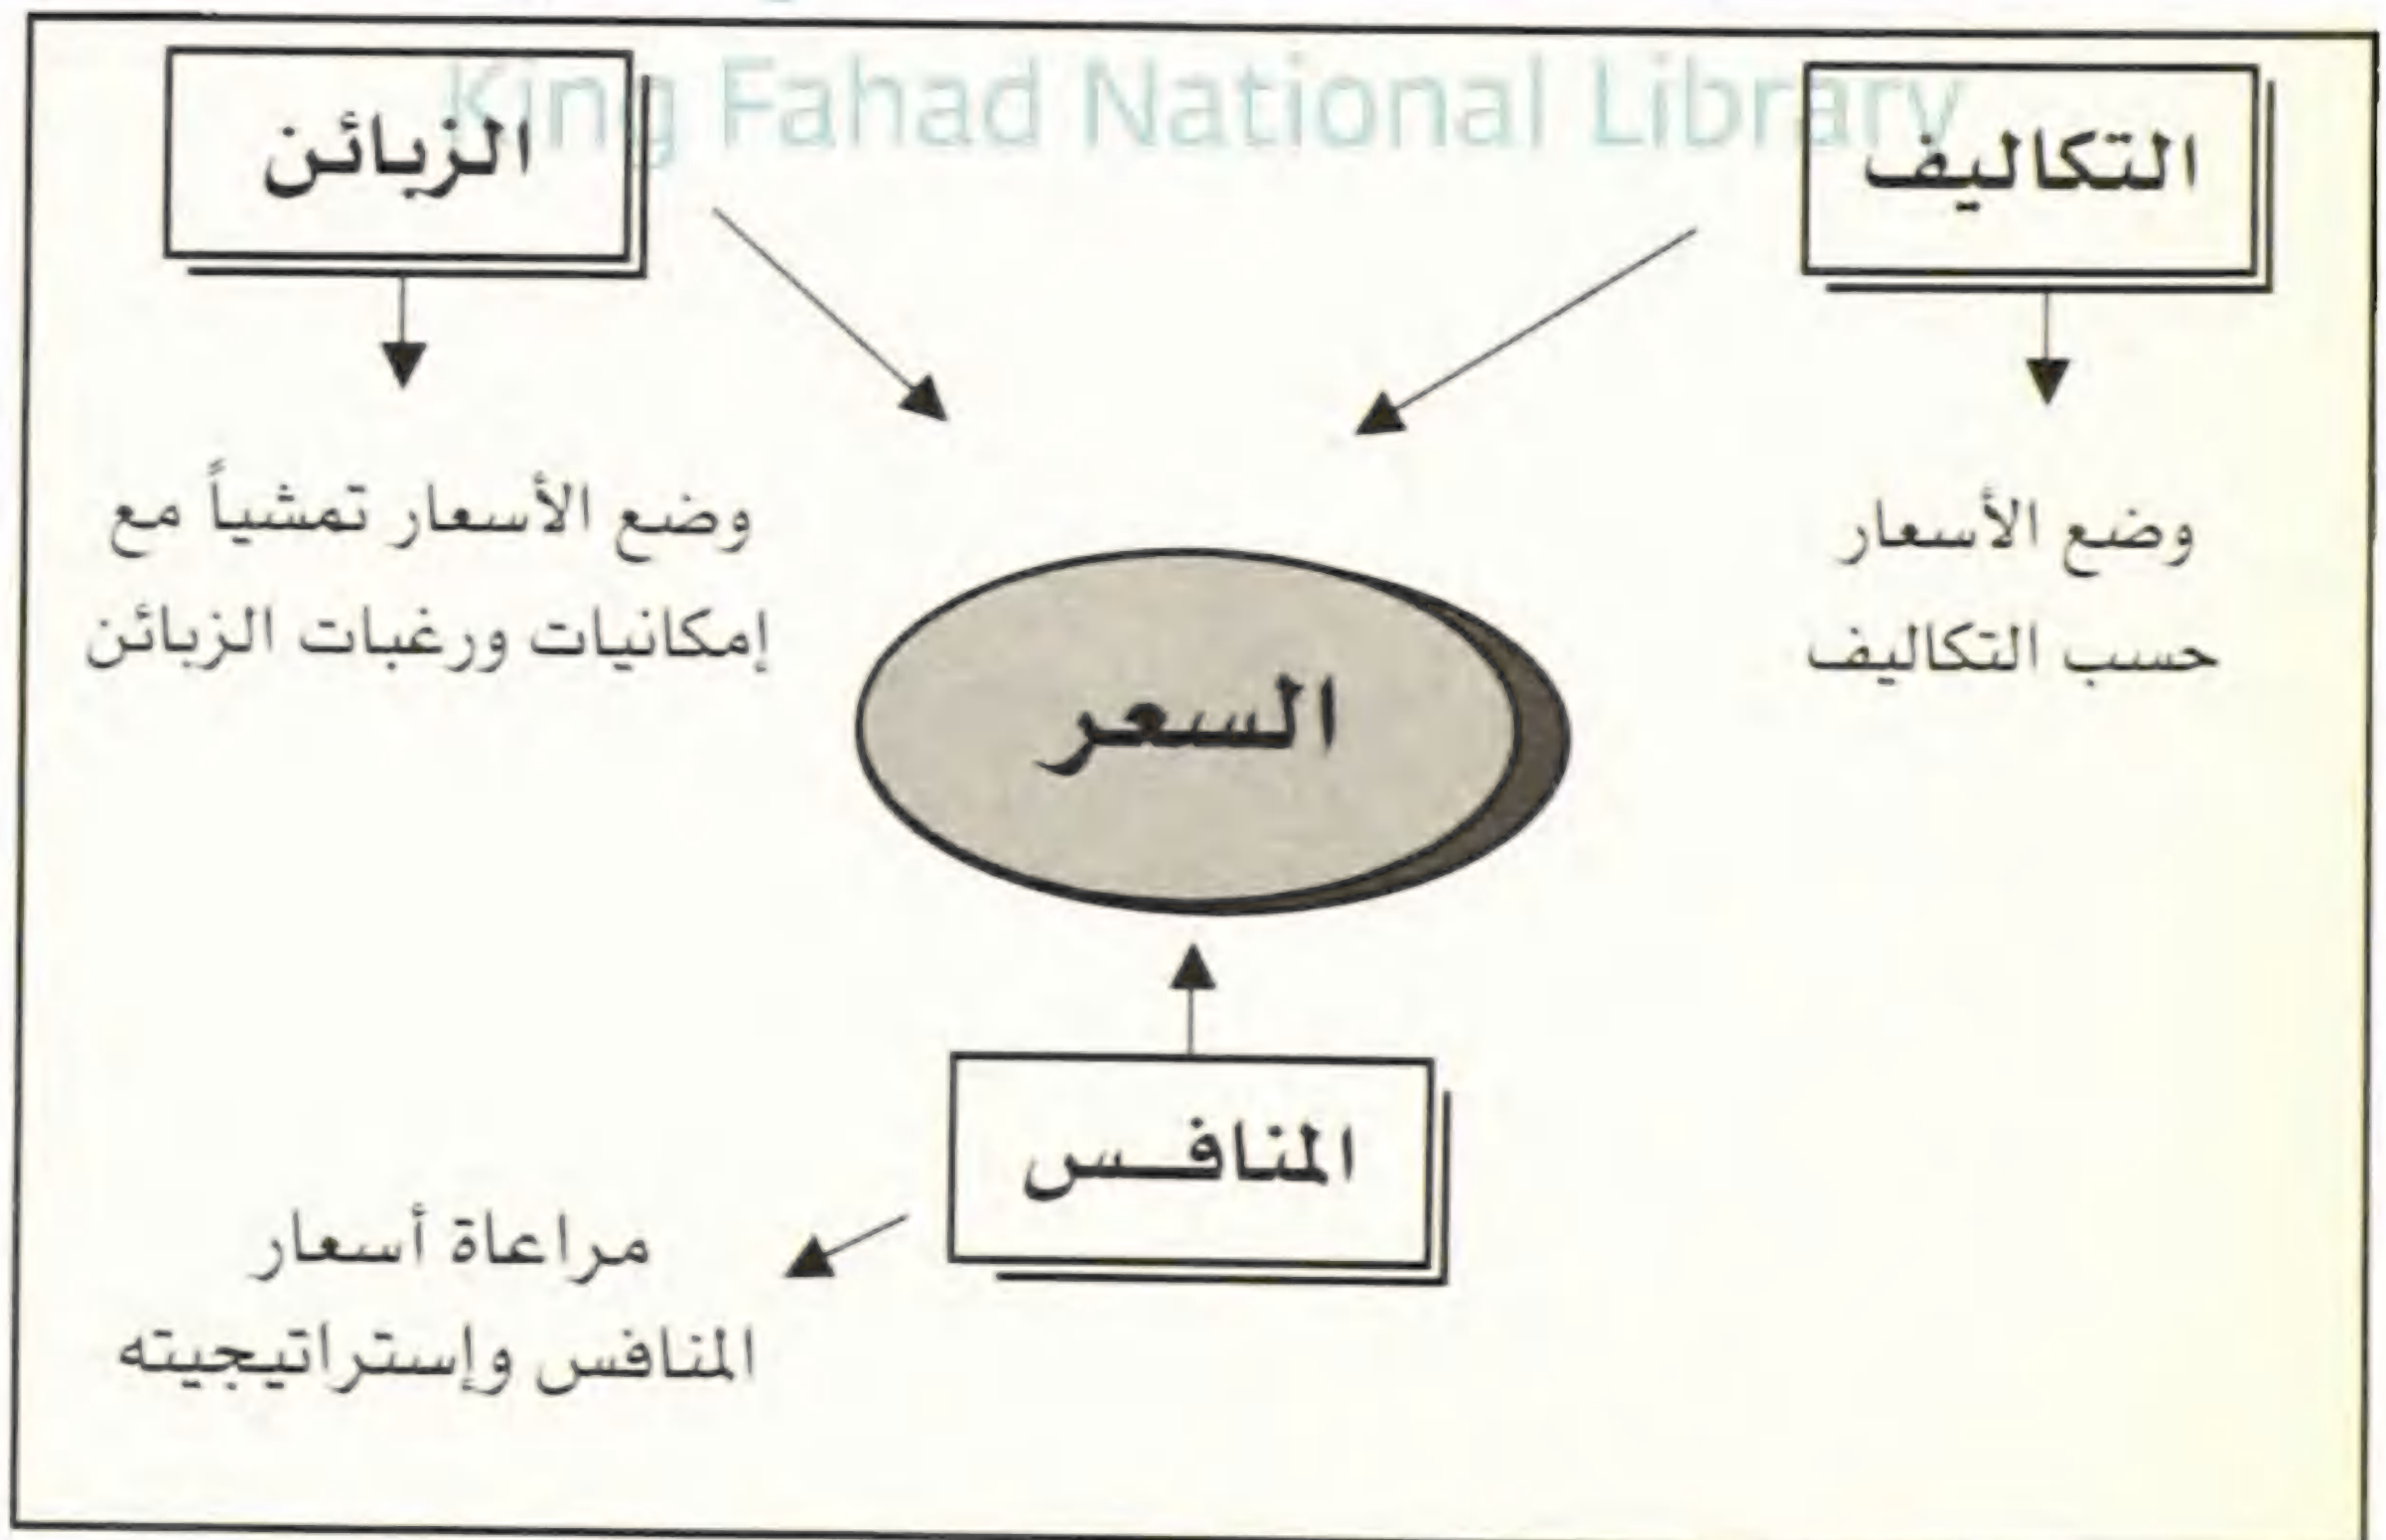 King Fahad National Library
التكاليف
الزبائن
وضع الأسعار
حسب التكاليف
وضع الأسعار تمشياً مع
إمكانيات ورغبات الزبائن
السعر
المنافس
مراعاة أسعار
المنافس وإستراتيجيته